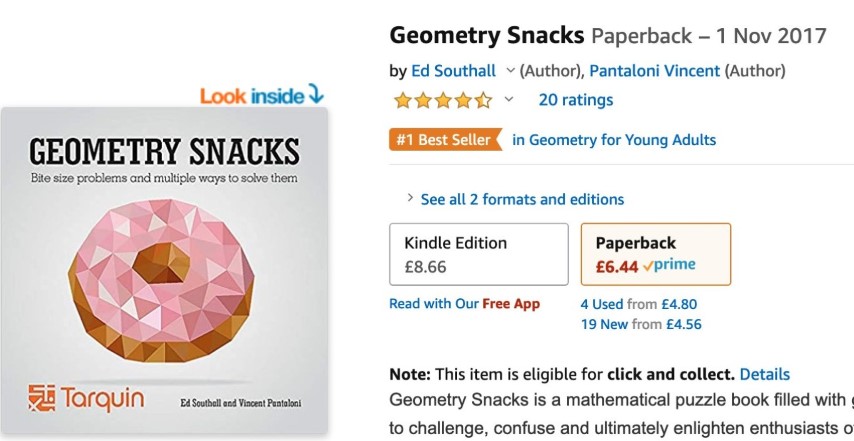 Look inside
GEOMETRY SNACKS
Bite size problems and multiple ways to solve them
Tarquin
Ed Southall and Vincent Pantaloni
Geometry Snacks Paperback – 1 Nov 2017
by Ed Southall (Author), Pantaloni Vincent (Author)
20 ratings
#1 Best Seller in Geometry for Young Adults
See all 2 formats and editions
Kindle Edition
£8.66
Read with Our Free App
Paperback
£6.44 prime
4 Used from £4.80
19 New from £4.56
Note: This item is eligible for click and collect. Details
Geometry Snacks is a mathematical puzzle book filled with
to challenge, confuse and ultimately enlighten enthusiasts